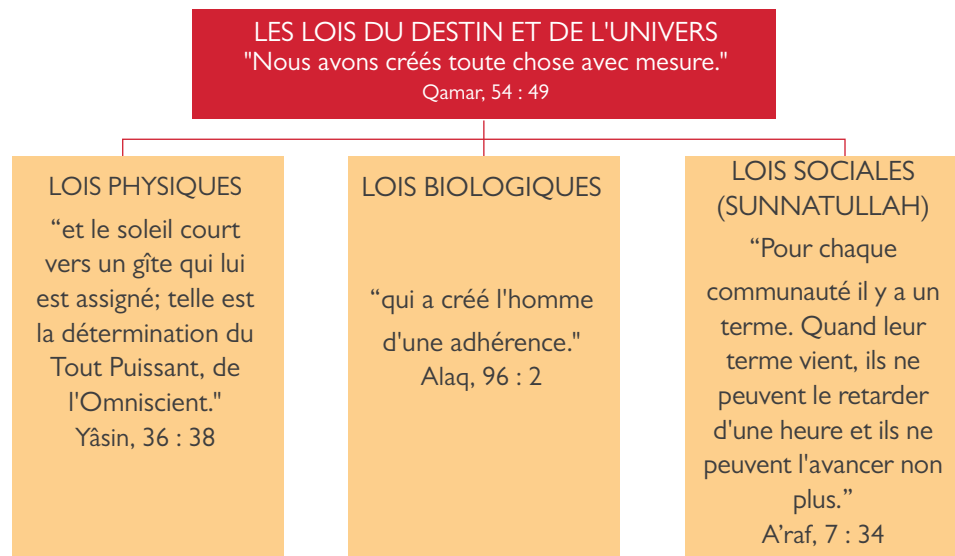 LES LOIS DU DESTIN ET DE L'UNIVERS
"Nous avons créés toute chose avec mesure."
Qamar, 54 : 49
LOIS PHYSIQUES
“et le soleil court
vers un gîte qui lui
est assigné; telle est
la détermination du
Tout Puissant, de
l'Omniscient."
Yâsin, 36 : 38
LOIS BIOLOGIQUES
“qui a créé l'homme
d'une adhérence."
Alaq, 96 : 2
LOIS SOCIALES
(SUNNATULLAH)
“Pour chaque
communauté il y a un
terme. Quand leur
terme vient, ils ne
peuvent le retarder
d'une heure et ils ne
peuvent l'avancer non
plus.”
A’raf, 7 : 34